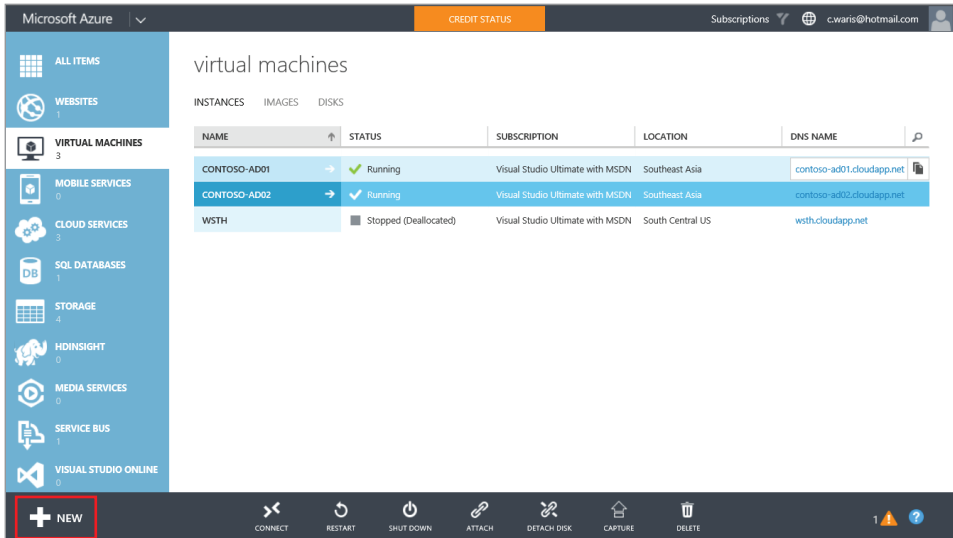 Microsoft Azure
CREDIT STATUS
Subscriptions
c.waris@hotmail.com
ALL ITEMS
WEBSITES
1
VIRTUAL MACHINES
3
MOBILE SERVICES
0
CLOUD SERVICES
3
SQL DATABASES
1
DB
STORAGE
4
HDINSIGHT
0
MEDIA SERVICES
0
SERVICE BUS
1
VISUAL STUDIO ONLINE
0
virtual machines
INSTANCES IMAGES DISKS
NAME STATUS SUBSCRIPTION LOCATION DNS NAME
CONTOSO-AD01 Running Visual Studio Ultimate with MSDN Southeast Asia contoso-ad01.cloudapp.net
CONTOSO-AD02 Running Visual Studio Ultimate with MSDN Southeast Asia contoso-ad02.cloudapp.net
WSTH Stopped (Deallocated) Visual Studio Ultimate with MSDN South Central US wsth.cloudapp.net
NEW
CONNECT RESTART SHUT DOWN ATTACH DETACH DISK CAPTURE DELETE
1 ?